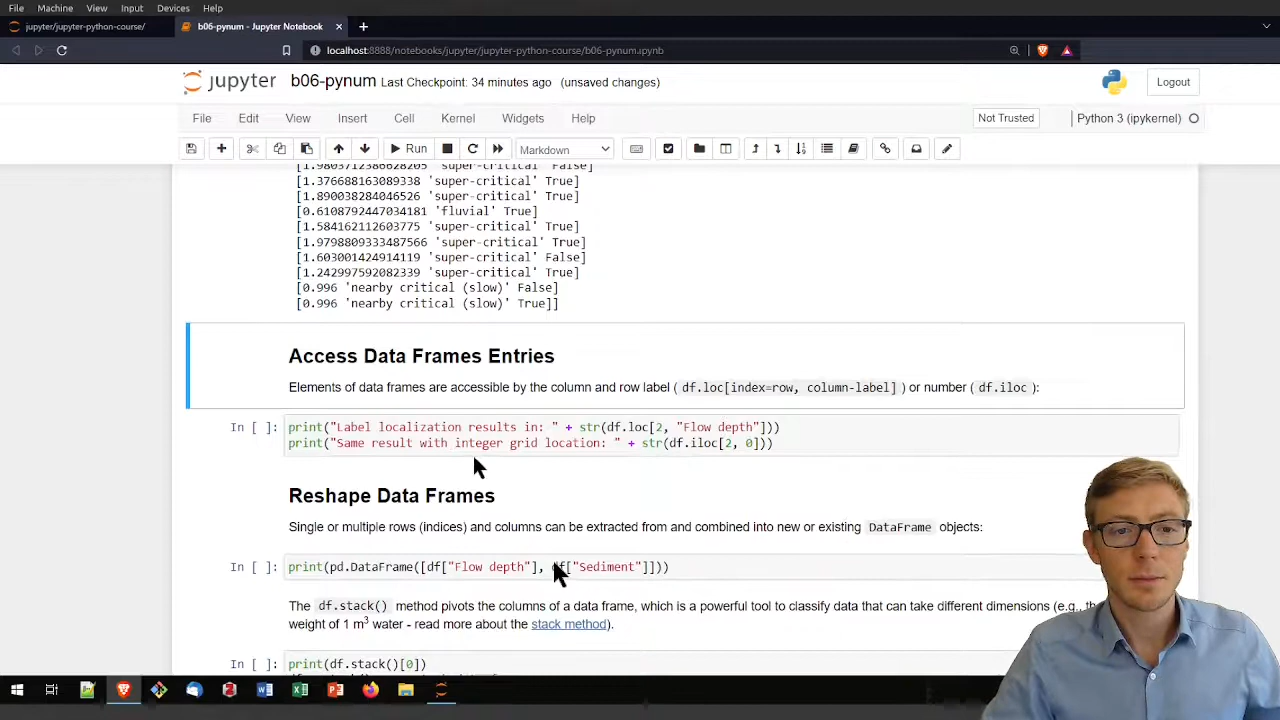 File Machine View Input Devices Help
jupyter/jupyter-python-course/ b06-pynum - Jupyter Notebook
localhost:8888/notebooks/jupyter/jupyter-python-course/b06-pynum.ipynb
jupyter b06-pynum Last Checkpoint: 34 minutes ago (unsaved changes) Logout
File Edit View Insert Cell Kernel Widgets Help Not Trusted Python 3 (ipykernel)
Run Markdown
[1.9803712386628205 'super-critical' False]
[1.376688163089338 'super-critical' True]
[1.890038284046526 'super-critical' True]
[0.6108792447034181 'fluvial' True]
[1.584162112603775 'super-critical' True]
[1.9798809333487566 'super-critical' True]
[1.603001424914119 'super-critical' False]
[1.242997592082339 'super-critical' True]
[0.996 'nearby critical (slow)' False]
[0.996 'nearby critical (slow)' True]]
Access Data Frames Entries
Elements of data frames are accessible by the column and row label ( df.loc[index=row, column-label] ) or number ( df.iloc ):
In [ ]: print("Label localization results in: " + str(df.loc[2, "Flow depth"]))
print("Same result with integer grid location: " + str(df.iloc[2, 0]))
Reshape Data Frames
Single or multiple rows (indices) and columns can be extracted from and combined into new or existing DataFrame objects:
In [ ]: print(pd.DataFrame([df["Flow depth"], df["Sediment"]]))
The df.stack() method pivots the columns of a data frame, which is a powerful tool to classify data that can take different dimensions (e.g.,
weight of 1 m³ water - read more about the stack method).
In [ ]: print(df.stack()[0])